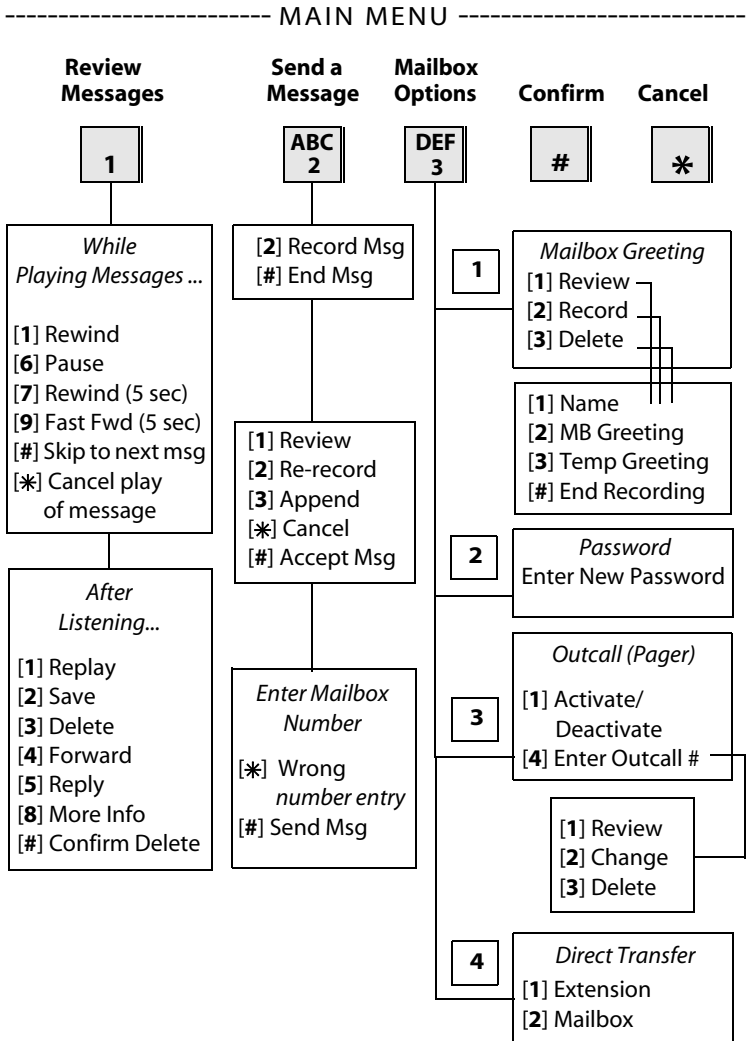 MAIN MENU
Review
Messages
Send a
Message
Mailbox
Options
Confirm
Cancel
1
ABC
2
DEF
3
#
*
While
Playing Messages ...
[1] Rewind
[6] Pause
[7] Rewind (5 sec)
[9] Fast Fwd (5 sec)
[#] Skip to next msg
[*] Cancel play
of message
After
Listening...
[1] Replay
[2] Save
[3] Delete
[4] Forward
[5] Reply
[8] More Info
[#] Confirm Delete
[2] Record Msg
[#] End Msg
[1] Review
[2] Re-record
[3] Append
[*] Cancel
[#] Accept Msg
Enter Mailbox
Number
[*] Wrong
number entry
[#] Send Msg
1
Mailbox Greeting
[1] Review
[2] Record
[3] Delete
[1] Name
[2] MB Greeting
[3] Temp Greeting
[#] End Recording
2
Password
Enter New Password
3
Outcall (Pager)
[1] Activate/
Deactivate
[4] Enter Outcall #
[1] Review
[2] Change
[3] Delete
4
Direct Transfer
[1] Extension
[2] Mailbox